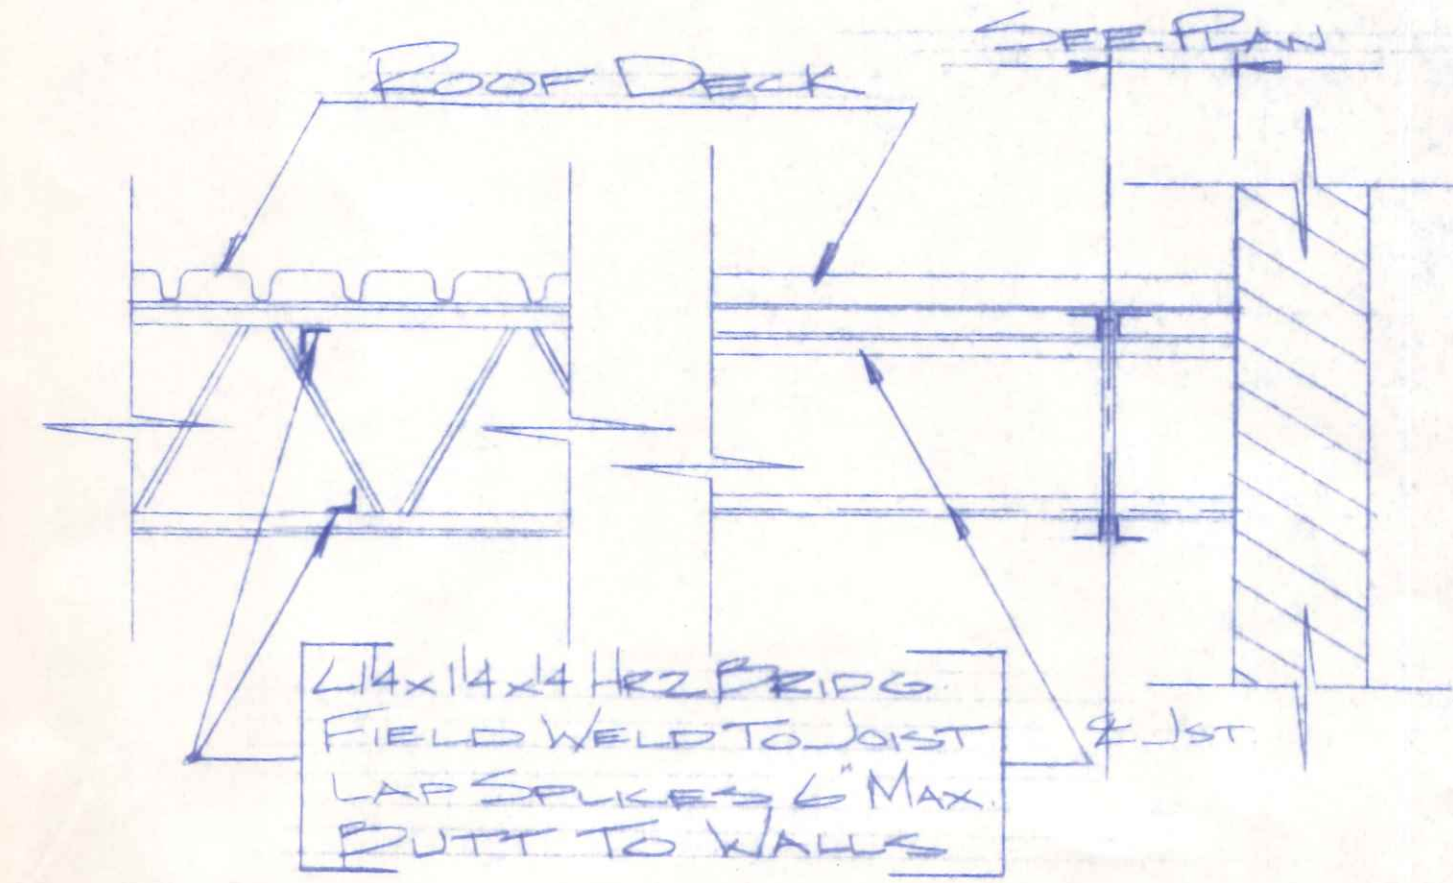 SEE PLAN
ROOF DECK
L1¼x1¼x¼ HRZ BRIDG
FIELD WELD TO JOIST
LAP SPLICES 6" MAX.
BUTT TO WALLS
℄ JST.